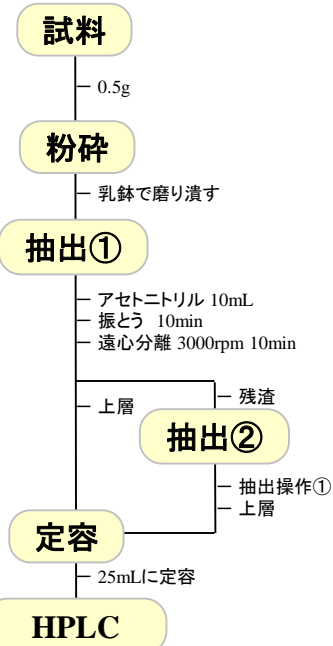 試料
0.5g
粉砕
乳鉢で磨り潰す
抽出①
アセトニトリル 10mL
振とう 10min
遠心分離 3000rpm 10min
上層
残渣
抽出②
抽出操作①
上層
定容
25mLに定容
HPLC